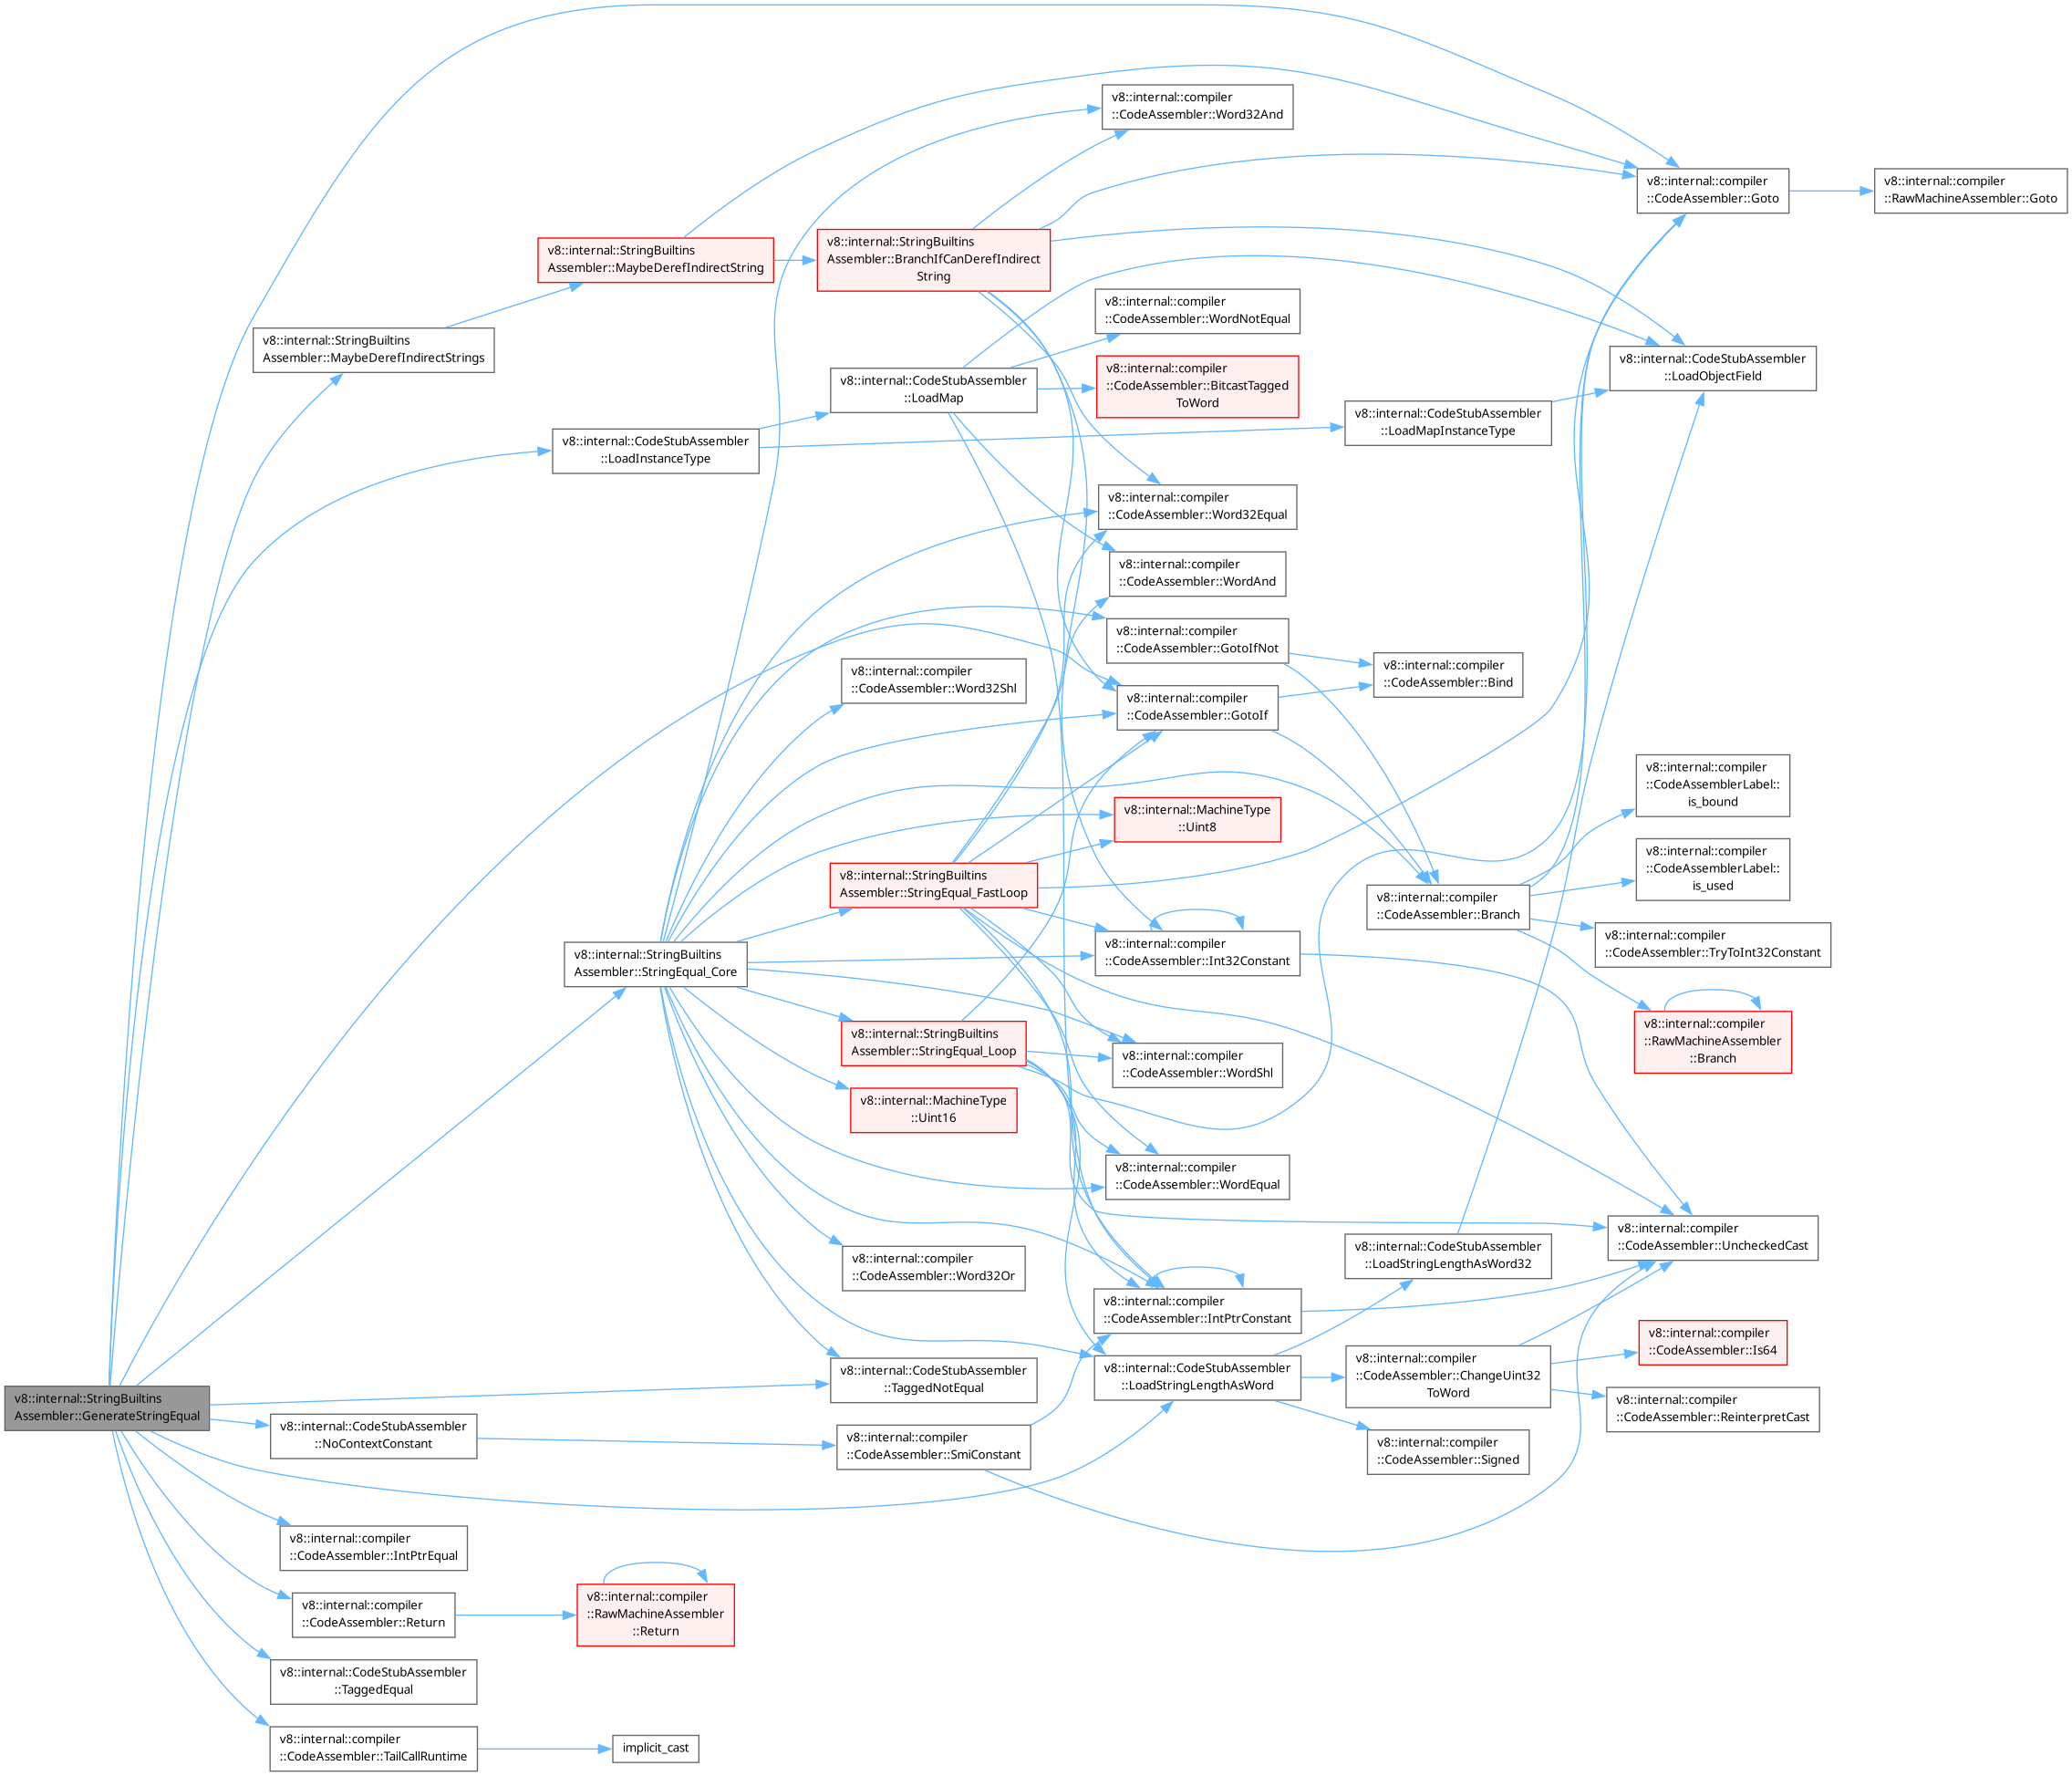 v8::internal::compiler
::CodeAssembler::Word32And
v8::internal::compiler
::CodeAssembler::Goto
v8::internal::compiler
::RawMachineAssembler::Goto
v8::internal::StringBuiltins
Assembler::MaybeDerefIndirectString
v8::internal::StringBuiltins
Assembler::BranchIfCanDerefIndirect
String
v8::internal::compiler
::CodeAssembler::WordNotEqual
v8::internal::StringBuiltins
Assembler::MaybeDerefIndirectStrings
v8::internal::CodeStubAssembler
::LoadObjectField
v8::internal::CodeStubAssembler
::LoadMap
v8::internal::compiler
::CodeAssembler::BitcastTagged
ToWord
v8::internal::CodeStubAssembler
::LoadMapInstanceType
v8::internal::CodeStubAssembler
::LoadInstanceType
v8::internal::compiler
::CodeAssembler::Word32Equal
v8::internal::compiler
::CodeAssembler::WordAnd
v8::internal::compiler
::CodeAssembler::GotoIfNot
v8::internal::compiler
::CodeAssembler::Word32Shl
v8::internal::compiler
::CodeAssembler::Bind
v8::internal::compiler
::CodeAssembler::GotoIf
v8::internal::compiler
::CodeAssemblerLabel::
is_bound
v8::internal::MachineType
::Uint8
v8::internal::compiler
::CodeAssemblerLabel::
is_used
v8::internal::StringBuiltins
Assembler::StringEqual_FastLoop
v8::internal::compiler
::CodeAssembler::Branch
v8::internal::compiler
::CodeAssembler::TryToInt32Constant
v8::internal::StringBuiltins
Assembler::StringEqual_Core
v8::internal::compiler
::CodeAssembler::Int32Constant
v8::internal::compiler
::RawMachineAssembler
::Branch
v8::internal::StringBuiltins
Assembler::StringEqual_Loop
v8::internal::compiler
::CodeAssembler::WordShl
v8::internal::MachineType
::Uint16
v8::internal::compiler
::CodeAssembler::WordEqual
v8::internal::compiler
::CodeAssembler::UncheckedCast
v8::internal::CodeStubAssembler
::LoadStringLengthAsWord32
v8::internal::compiler
::CodeAssembler::Word32Or
v8::internal::compiler
::CodeAssembler::IntPtrConstant
v8::internal::compiler
::CodeAssembler::Is64
v8::internal::CodeStubAssembler
::TaggedNotEqual
v8::internal::CodeStubAssembler
::LoadStringLengthAsWord
v8::internal::compiler
::CodeAssembler::ChangeUint32
ToWord
v8::internal::compiler
::CodeAssembler::ReinterpretCast
v8::internal::StringBuiltins
Assembler::GenerateStringEqual
v8::internal::CodeStubAssembler
::NoContextConstant
v8::internal::compiler
::CodeAssembler::SmiConstant
v8::internal::compiler
::CodeAssembler::Signed
v8::internal::compiler
::CodeAssembler::IntPtrEqual
v8::internal::compiler
::CodeAssembler::Return
v8::internal::compiler
::RawMachineAssembler
::Return
v8::internal::CodeStubAssembler
::TaggedEqual
v8::internal::compiler
::CodeAssembler::TailCallRuntime
implicit_cast